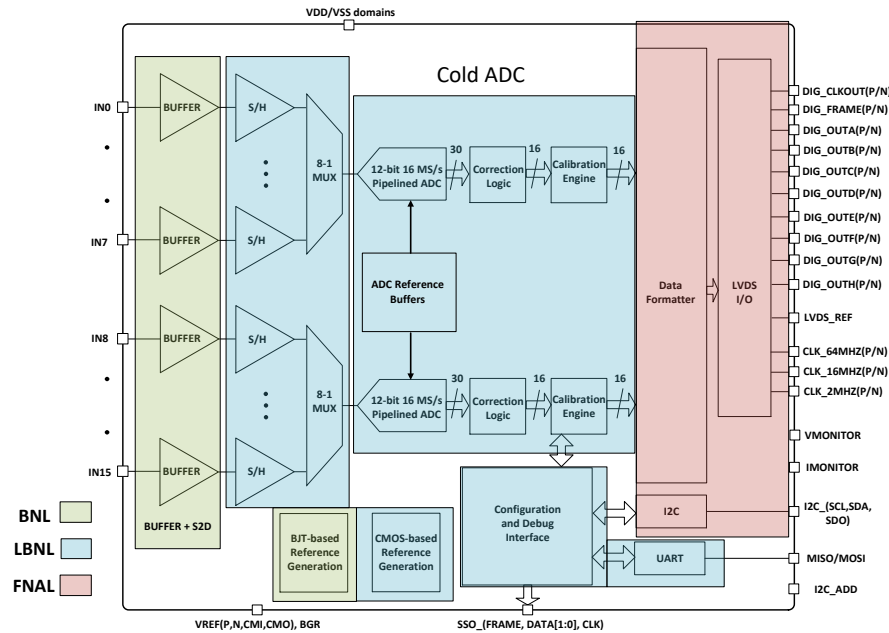 VDD/VSS domains
Cold ADC
IN0
BUFFER
S/H
IN7
BUFFER
S/H
8-1
MUX
IN8
BUFFER
S/H
IN15
BUFFER
S/H
8-1
MUX
BUFFER + S2D
12-bit 16 MS/s
Pipelined ADC
30
Correction
Logic
16
Calibration
Engine
16
ADC Reference
Buffers
12-bit 16 MS/s
Pipelined ADC
30
Correction
Logic
16
Calibration
Engine
16
Data
Formatter
LVDS
I/O
DIG_CLKOUT(P/N)
DIG_FRAME(P/N)
DIG_OUTA(P/N)
DIG_OUTB(P/N)
DIG_OUTC(P/N)
DIG_OUTD(P/N)
DIG_OUTE(P/N)
DIG_OUTF(P/N)
DIG_OUTG(P/N)
DIG_OUTH(P/N)
LVDS_REF
CLK_64MHZ(P/N)
CLK_16MHZ(P/N)
CLK_2MHZ(P/N)
VMONITOR
IMONITOR
I2C_(SCL,SDA,
SDO)
MISO/MOSI
I2C_ADD
I2C
UART
Configuration
and Debug
Interface
BJT-based
Reference
Generation
CMOS-based
Reference
Generation
BNL
LBNL
FNAL
VREF(P,N,CMI,CMO), BGR
SSO_(FRAME, DATA[1:0], CLK)